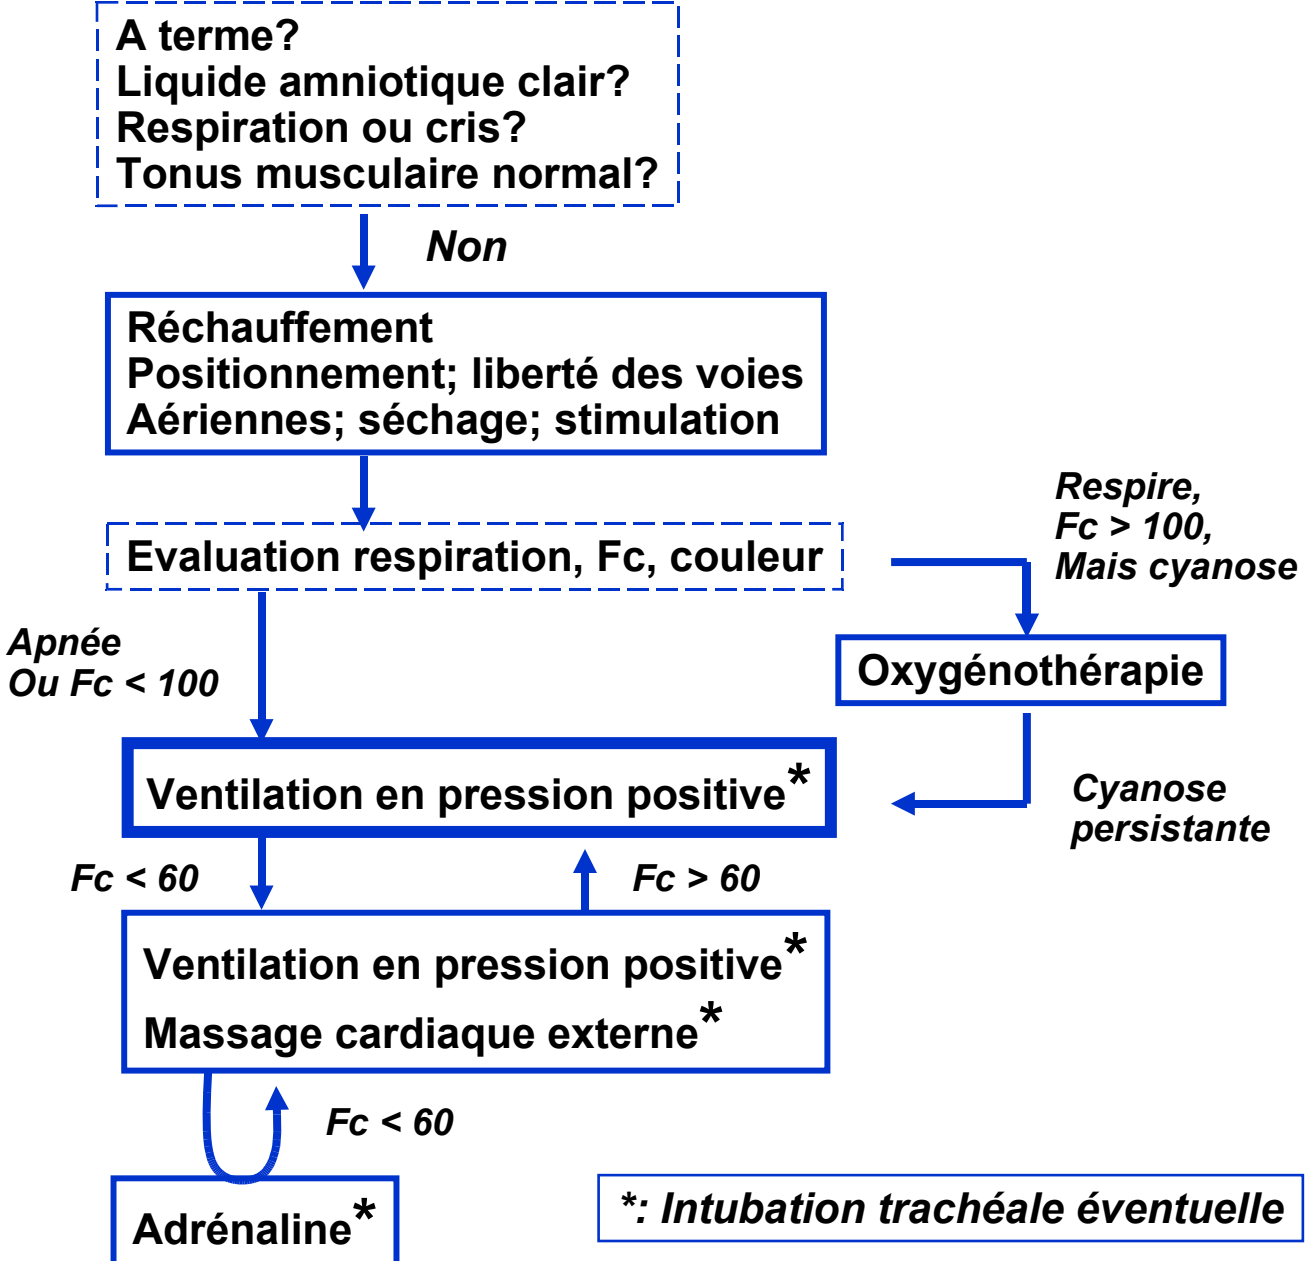 A terme?
Liquide amniotique clair?
Respiration ou cris?
Tonus musculaire normal?
Non
Réchauffement
Positionnement; liberté des voies
Aériennes; séchage; stimulation
Evaluation respiration, Fc, couleur
Respire,
Fc > 100,
Mais cyanose
Apnée
Ou Fc < 100
Oxygénothérapie
Ventilation en pression positive*
Cyanose
persistante
Fc < 60
Fc > 60
Ventilation en pression positive*
Massage cardiaque externe*
Fc < 60
Adrénaline*
*: Intubation trachéale éventuelle